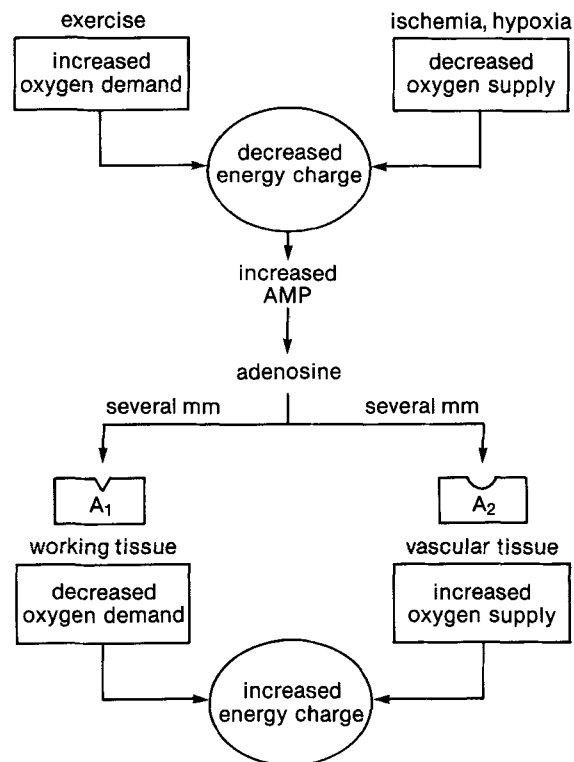 exercise
increased
oxygen demand
ischemia, hypoxia
decreased
oxygen supply
decreased
energy charge
increased
AMP
adenosine
several mm
several mm
A₁
A₂
working tissue
decreased
oxygen demand
vascular tissue
increased
oxygen supply
increased
energy charge